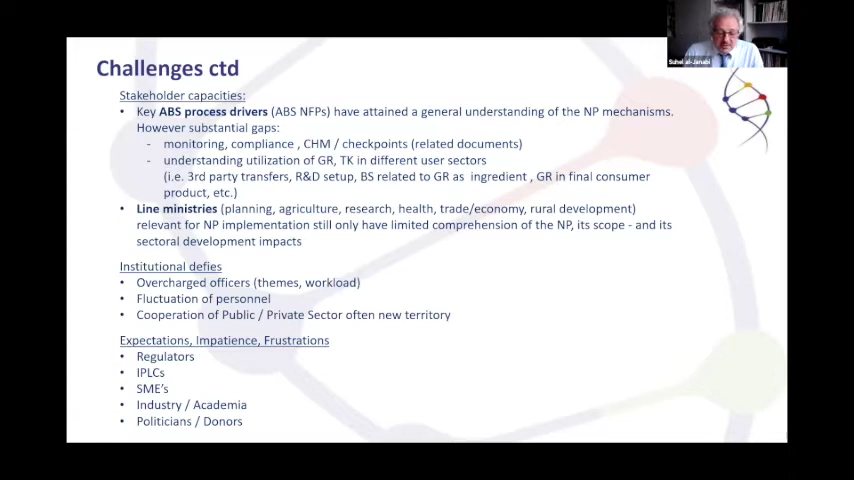 Suhel al-Janabi
Challenges ctd
Stakeholder capacities:
• Key ABS process drivers (ABS NFPs) have attained a general understanding of the NP mechanisms.
However substantial gaps:
- monitoring, compliance , CHM / checkpoints (related documents)
- understanding utilization of GR, TK in different user sectors
(i.e. 3rd party transfers, R&D setup, BS related to GR as ingredient , GR in final consumer
product, etc.)
• Line ministries (planning, agriculture, research, health, trade/economy, rural development)
relevant for NP implementation still only have limited comprehension of the NP, its scope - and its
sectoral development impacts
Institutional defies
• Overcharged officers (themes, workload)
• Fluctuation of personnel
• Cooperation of Public / Private Sector often new territory
Expectations, Impatience, Frustrations
• Regulators
• IPLCs
• SME's
• Industry / Academia
• Politicians / Donors